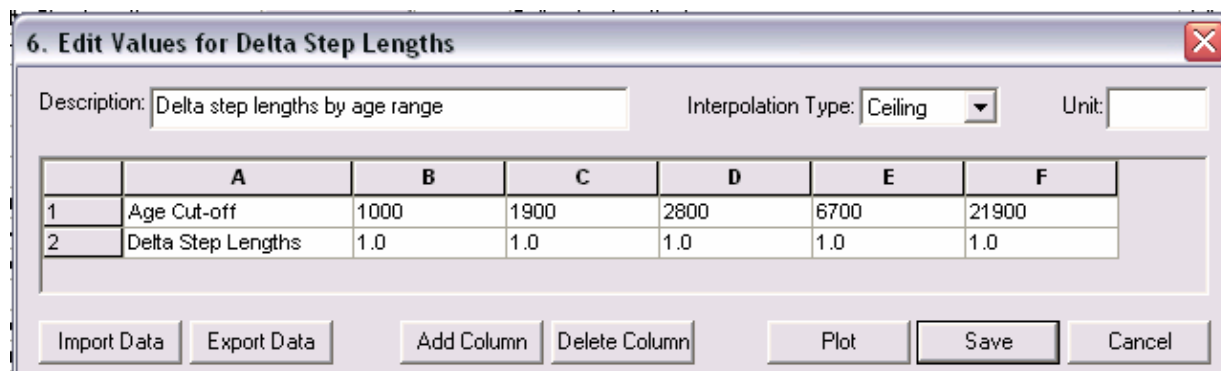 6. Edit Values for Delta Step Lengths
Description: Delta step lengths by age range Interpolation Type: Ceiling Unit:
A B C D E F
1 Age Cut-off 1000 1900 2800 6700 21900
2 Delta Step Lengths 1.0 1.0 1.0 1.0 1.0
Import Data Export Data Add Column Delete Column Plot Save Cancel